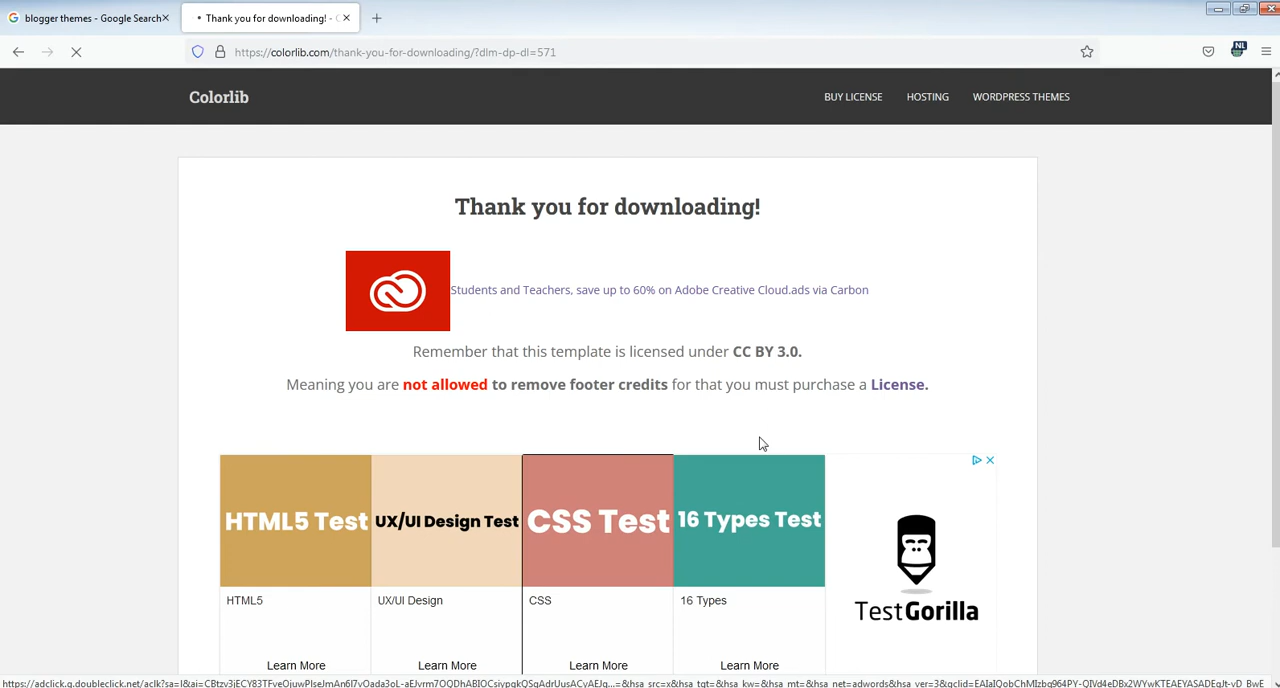 blogger themes - Google Search
Thank you for downloading! - C
https://colorlib.com/thank-you-for-downloading/?dlm-dp-dl=571
NL
Colorlib
BUY LICENSE
HOSTING
WORDPRESS THEMES
Thank you for downloading!
Students and Teachers, save up to 60% on Adobe Creative Cloud.ads via Carbon
Remember that this template is licensed under CC BY 3.0.
Meaning you are not allowed to remove footer credits for that you must purchase a License.
HTML5 Test
UX/UI Design Test
CSS Test
16 Types Test
TestGorilla
HTML5
UX/UI Design
CSS
16 Types
Learn More
Learn More
Learn More
Learn More